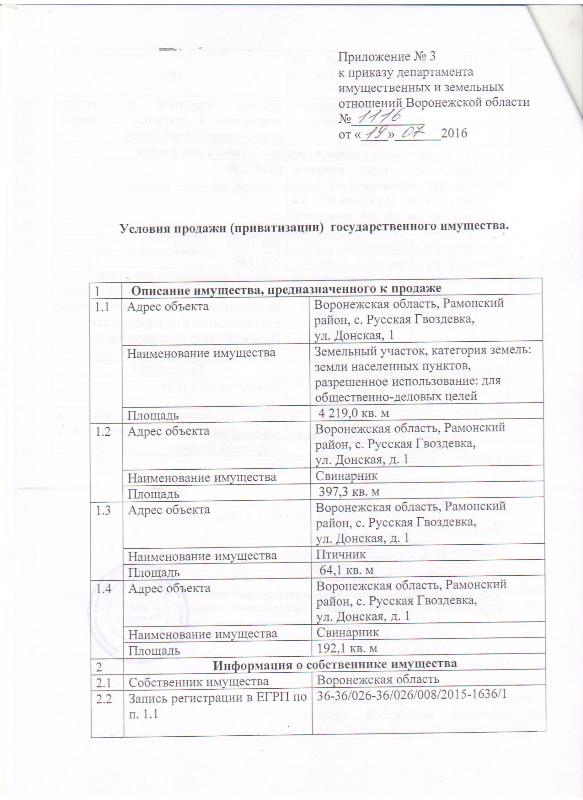 Приложение № 3
к приказу департамента
имущественных и земельных
отношений Воронежской области
№ 1116
от « 19 » 07 2016
Условия продажи (приватизации) государственного имущества.
1 Описание имущества, предназначенного к продаже
1.1 Адрес объекта Воронежская область, Рамонский
район, с. Русская Гвоздевка,
ул. Донская, 1
Наименование имущества Земельный участок, категория земель:
земли населенных пунктов,
разрешенное использование: для
общественно-деловых целей
Площадь 4 219,0 кв. м
1.2 Адрес объекта Воронежская область, Рамонский
район, с. Русская Гвоздевка,
ул. Донская, д. 1
Наименование имущества Свинарник
Площадь 397,3 кв. м
1.3 Адрес объекта Воронежская область, Рамонский
район, с. Русская Гвоздевка,
ул. Донская, д. 1
Наименование имущества Птичник
Площадь 64,1 кв. м
1.4 Адрес объекта Воронежская область, Рамонский
район, с. Русская Гвоздевка,
ул. Донская, д. 1
Наименование имущества Свинарник
Площадь 192,1 кв. м
2 Информация о собственнике имущества
2.1 Собственник имущества Воронежская область
2.2 Запись регистрации в ЕГРП по 36-36/026-36/026/008/2015-1636/1
п. 1.1